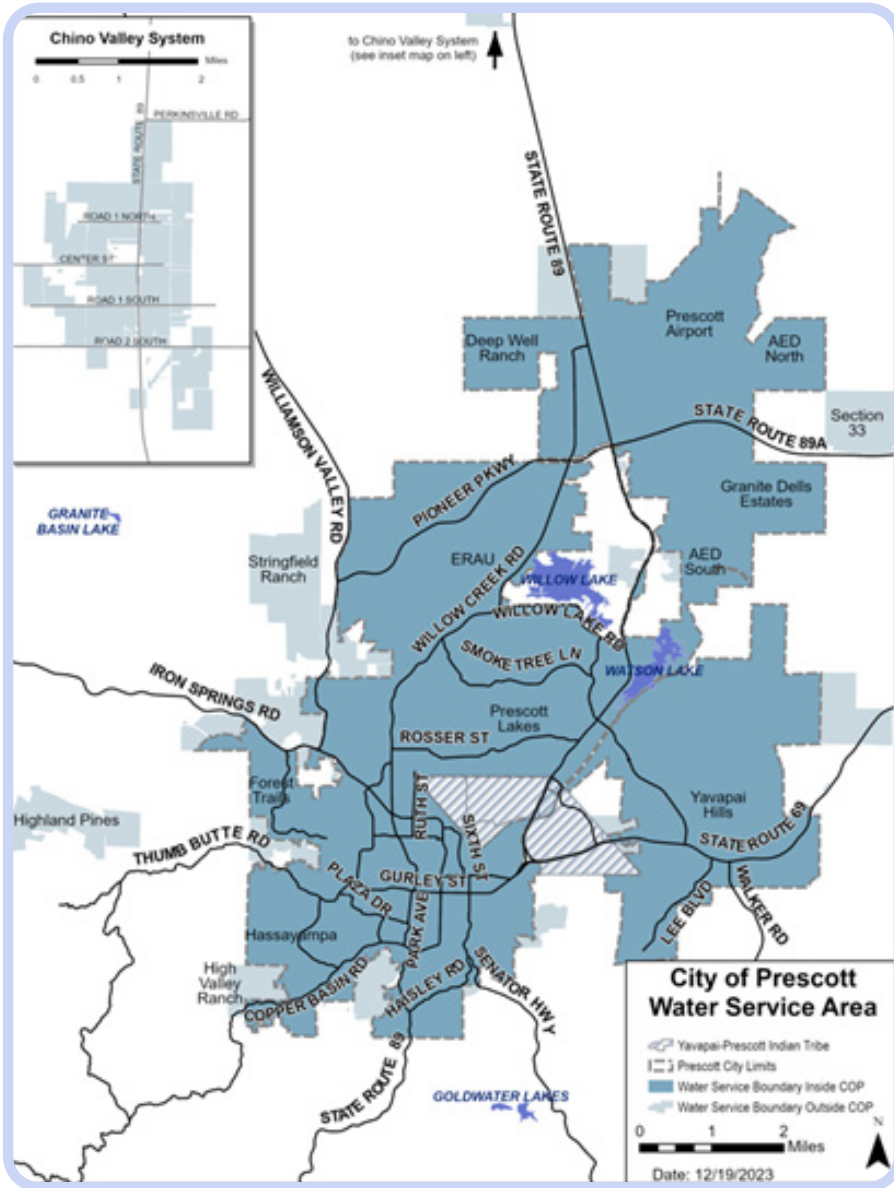 Chino Valley System
Miles
0 0.5 1 2
PERKINSVILLE RD
STATE ROUTE 89
ROAD 1 NORTH
CENTER ST
ROAD 1 SOUTH
ROAD 2 SOUTH
to Chino Valley System
(see inset map on left)
STATE ROUTE 89
Prescott
Airport
Deep Well
Ranch
AED
North
Section
33
STATE ROUTE 89A
WILLIAMSON VALLEY RD
PIONEER PKWY
Granite Dells
Estates
GRANITE
BASIN LAKE
Stringfield
Ranch
ERAU
AED
South
WILLOW CREEK RD
WILLOW LAKE
WILLOW LAKE RD
SMOKE TREE LN
WATSON LAKE
IRON SPRINGS RD
Prescott
Lakes
ROSSER ST
Forest
Trails
RUTH ST
SIXTH ST
Yavapai
Hills
Highland Pines
THUMB BUTTE RD
STATE ROUTE 69
PLAZA DR
GURLEY ST
LEE BLVD
WALKER RD
PARK AVE
Hassayampa
High
Valley
Ranch
COPPER BASIN RD
HAISLEY RD
SENATOR HWY
STATE ROUTE 89
GOLDWATER LAKES
City of Prescott
Water Service Area
Yavapai-Prescott Indian Tribe
Prescott City Limits
Water Service Boundary Inside COP
Water Service Boundary Outside COP
N
0 1 2
Miles
Date: 12/19/2023